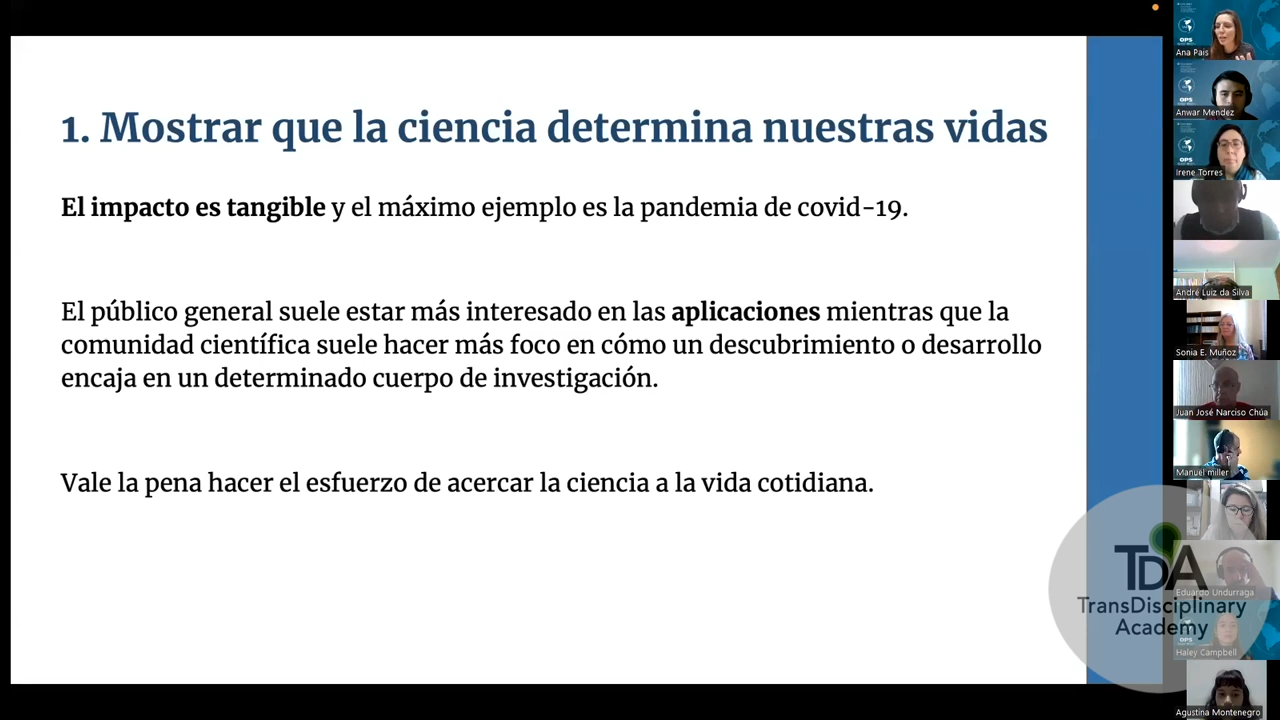 1. Mostrar que la ciencia determina nuestras vidas
El impacto es tangible y el máximo ejemplo es la pandemia de covid-19.
El público general suele estar más interesado en las aplicaciones mientras que la
comunidad científica suele hacer más foco en cómo un descubrimiento o desarrollo
encaja en un determinado cuerpo de investigación.
Vale la pena hacer el esfuerzo de acercar la ciencia a la vida cotidiana.
OPS
Ana Pais
OPS
Anwar Mendez
OPS
Irene Torres
André Luiz da Silva
Sonia E. Muñoz
Juan José Narciso Chúa
Manuel miller
TDA
TransDisciplinary
Academy
Eduardo Undurraga
OPS
Haley Campbell
Agustina Montenegro